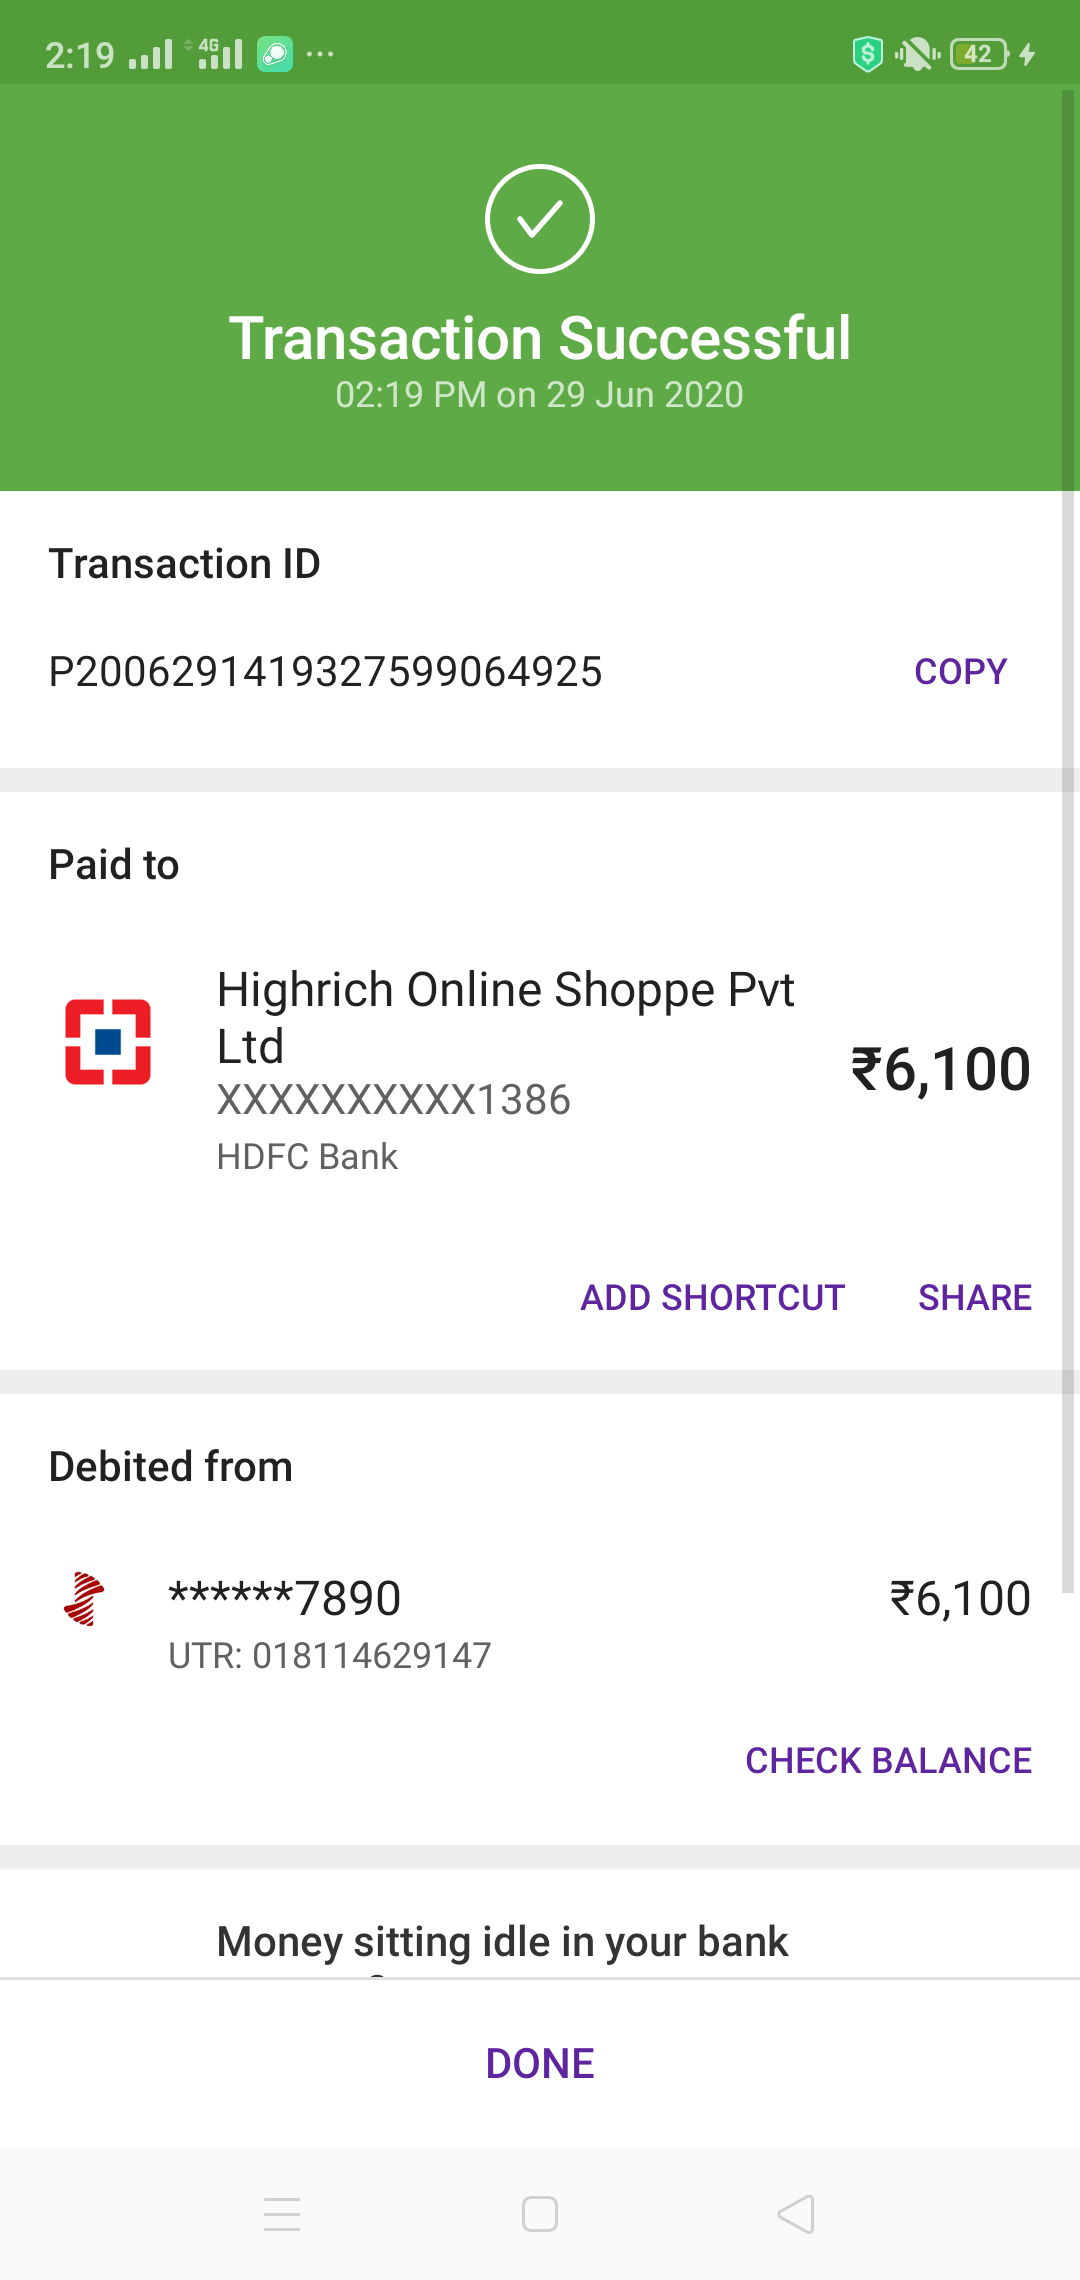 2:19 4G 42
Transaction Successful
02:19 PM on 29 Jun 2020
Transaction ID
P2006291419327599064925 COPY
Paid to
Highrich Online Shoppe Pvt
Ltd
₹6,100
XXXXXXXXXX1386
HDFC Bank
ADD SHORTCUT SHARE
Debited from
******7890 ₹6,100
UTR: 018114629147
CHECK BALANCE
Money sitting idle in your bank
DONE